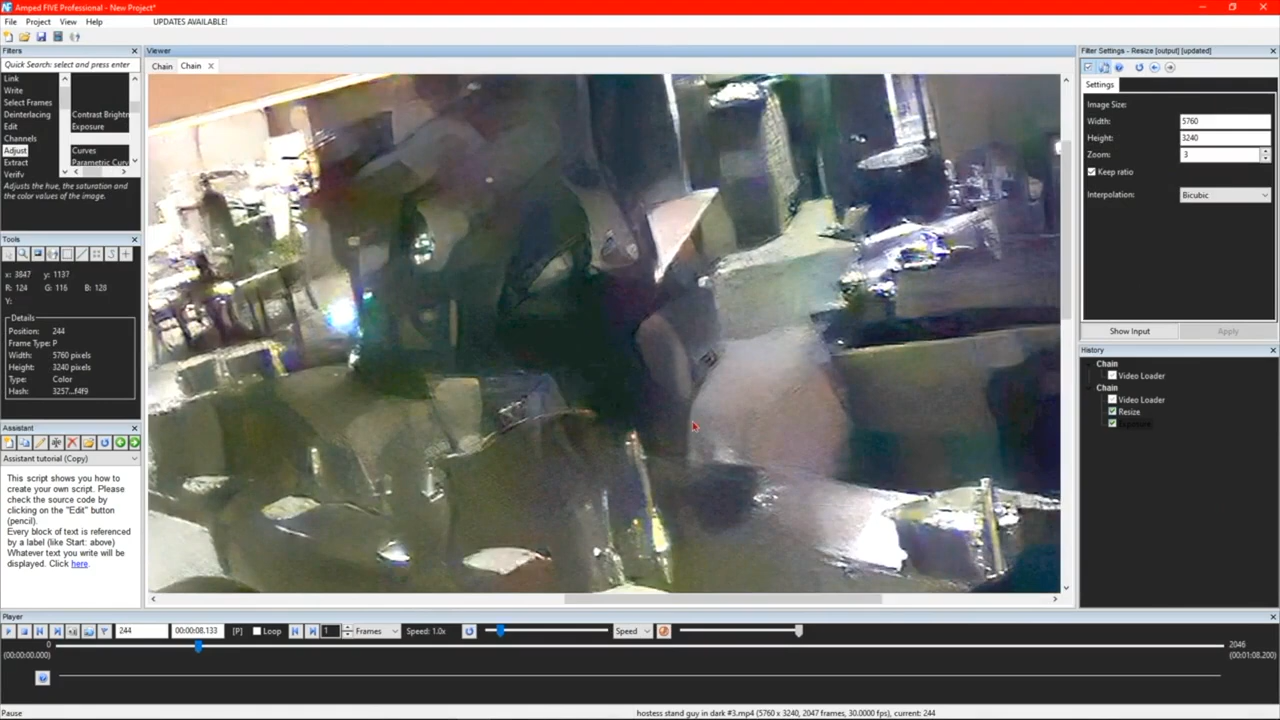 Amped FIVE Professional - New Project*
File Project View Help UPDATES AVAILABLE!
Filters
Quick Search: select and press enter
Link
Write
Select Frames
Deinterlacing
Edit
Channels
Adjust
Extract
Verify
Contrast Brightn
Exposure
Curves
Parametric Curv
Adjusts the hue, the saturation and
the color values of the image.
Tools
x: 3847 y: 1137
R: 124 G: 116 B: 128
Y:
Details
Position: 244
Frame Type: P
Width: 5760 pixels
Height: 3240 pixels
Type: Color
Hash: 3257...f4f9
Assistant
Assistant tutorial (Copy)
This script shows you how to
create your own script. Please
check the source code by
clicking on the "Edit" button
(pencil).
Every block of text is referenced
by a label (like Start: above)
Whatever text you write will be
displayed. Click here.
Viewer
Chain Chain X
Filter Settings - Resize [output] [updated]
Settings
Image Size:
Width: 5760
Height: 3240
Zoom: 3
Keep ratio
Interpolation: Bicubic
Show Input Apply
History
Chain
Video Loader
Chain
Video Loader
Resize
Exposure
Player
244 00:00:08.133 [P] Loop 1 Frames Speed: 1.0x Speed
0 2046
(00:00:00.000) (00:01:08.200)
Pause hostess stand guy in dark #3.mp4 (5760 x 3240, 2047 frames, 30.0000 fps), current: 244